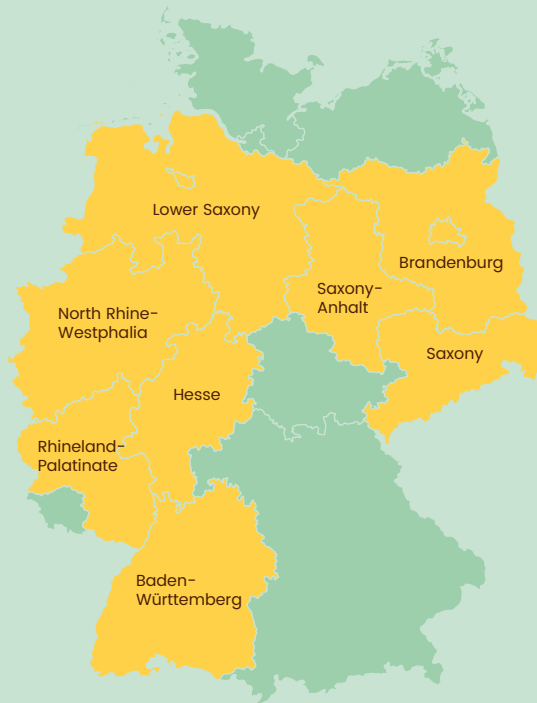 Lower Saxony
Brandenburg
Saxony-
Anhalt
North Rhine-
Westphalia
Saxony
Hesse
Rhineland-
Palatinate
Baden-
Württemberg